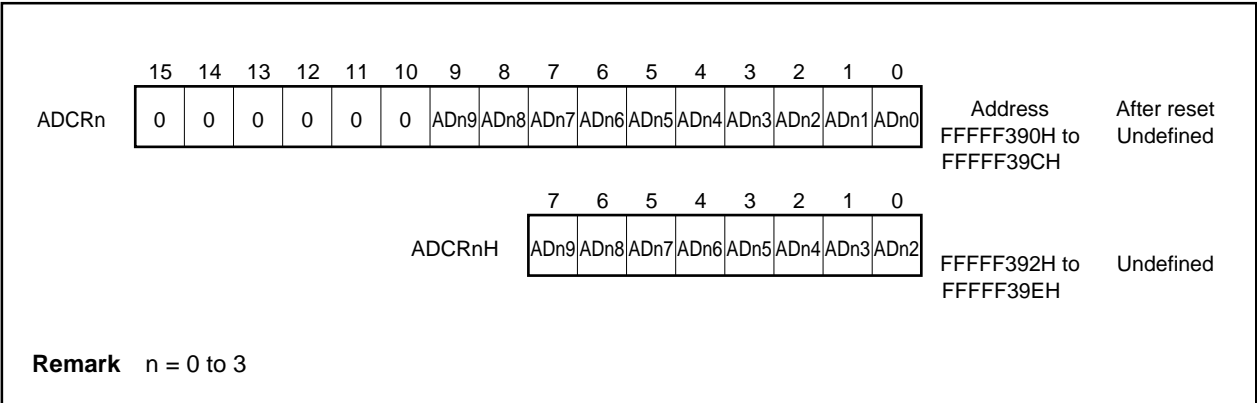 15 14 13 12 11 10 9 8 7 6 5 4 3 2 1 0
ADCRn 0 0 0 0 0 0 ADn9 ADn8 ADn7 ADn6 ADn5 ADn4 ADn3 ADn2 ADn1 ADn0
Address After reset
FFFFF390H to Undefined
FFFFF39CH
7 6 5 4 3 2 1 0
ADCRnH ADn9 ADn8 ADn7 ADn6 ADn5 ADn4 ADn3 ADn2
FFFFF392H to Undefined
FFFFF39EH
Remark n = 0 to 3